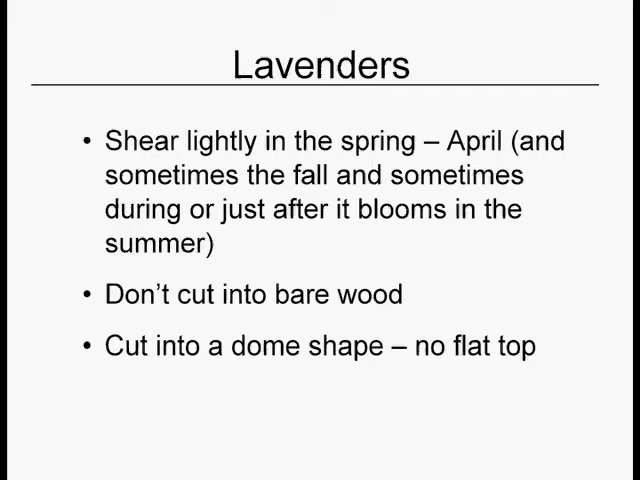 Lavenders
• Shear lightly in the spring – April (and
sometimes the fall and sometimes
during or just after it blooms in the
summer)
• Don’t cut into bare wood
• Cut into a dome shape – no flat top